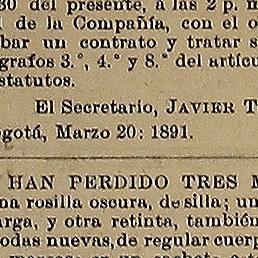 30 del presente, a las 2 p. m
de la Compañía, con el o
bar un contrato y tratar s
grafos 3.°, 4.° y 8.° del artícu
statutos.
El Secretario, JAVIER T
ogotá, Marzo 20: 1891.
HAN PERDIDO TRES M
na rosilla oscura, de silla; un
arga, y otra retinta, también
odas nuevas, de regular cuerp